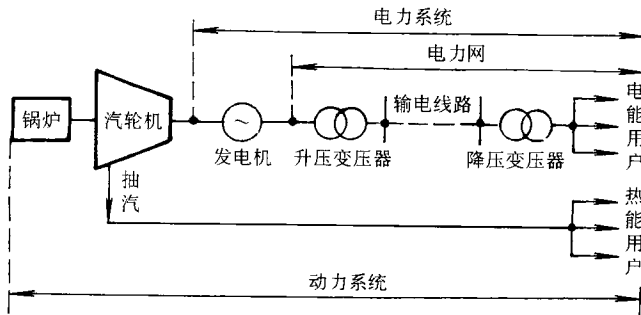 电力系统
电力网
锅炉
汽轮机
~
发电机
升压变压器
输电线路
降压变压器
电能用户
抽汽
热能用户
动力系统